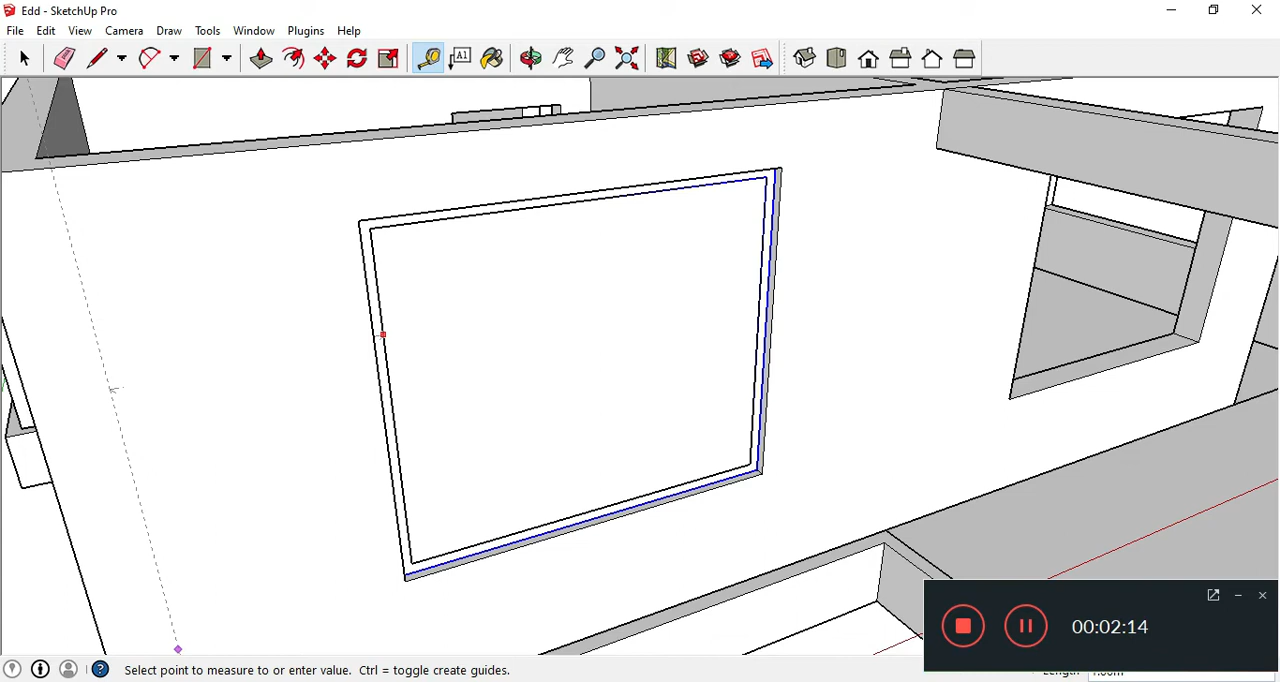 Edd - SketchUp Pro
File Edit View Camera Draw Tools Window Plugins Help
A1
00:02:14
Select point to measure to or enter value. Ctrl = toggle create guides.